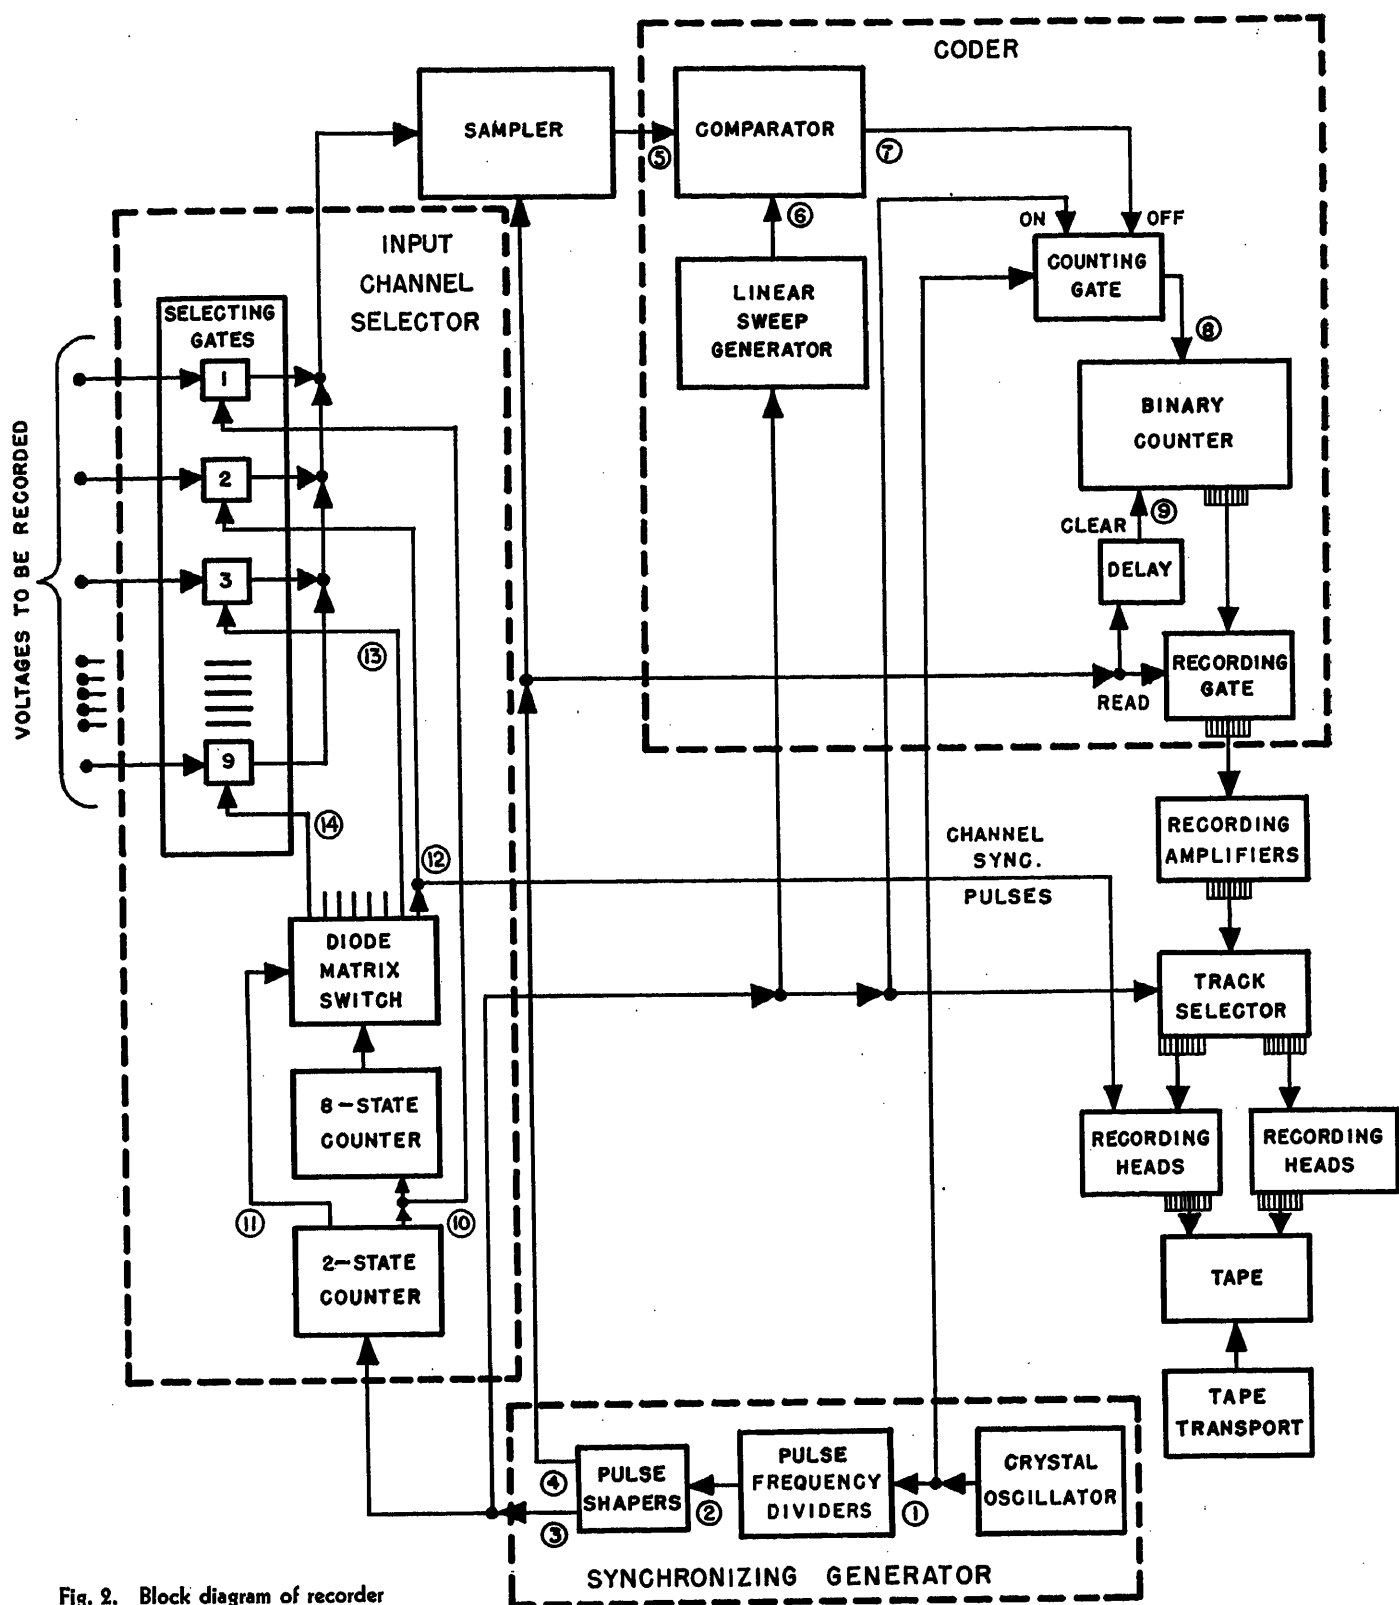 CODER
SAMPLER
COMPARATOR
⑤
⑦
⑥
ON
OFF
INPUT
CHANNEL
SELECTOR
COUNTING
GATE
LINEAR
SWEEP
GENERATOR
SELECTING
GATES
⑧
1
BINARY
COUNTER
VOLTAGES TO BE RECORDED
2
CLEAR
⑨
DELAY
3
⑬
RECORDING
GATE
READ
9
⑭
CHANNEL
SYNC.
PULSES
RECORDING
AMPLIFIERS
⑫
DIODE
MATRIX
SWITCH
TRACK
SELECTOR
8-STATE
COUNTER
RECORDING
HEADS
RECORDING
HEADS
⑪
⑩
2-STATE
COUNTER
TAPE
TAPE
TRANSPORT
④
PULSE
SHAPERS
③
②
PULSE
FREQUENCY
DIVIDERS
①
CRYSTAL
OSCILLATOR
SYNCHRONIZING GENERATOR
Fig. 2. Block diagram of recorder